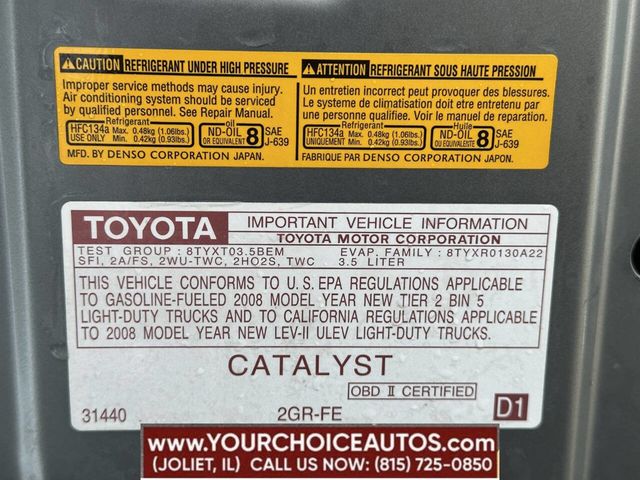 ⚠CAUTION REFRIGERANT UNDER HIGH PRESSURE
Improper service methods may cause injury.
Air conditioning system should be serviced
by qualified personnel. See Repair Manual.
Refrigerant Oil
HFC134a Max. 0.48kg (1.06lbs.) ND-OIL 8 SAE
USE ONLY Min. 0.42kg (0.93lbs.) OR EQUIVALENT J-639
MFD. BY DENSO CORPORATION JAPAN.
⚠ATTENTION REFRIGERANT SOUS HAUTE PRESSION
Un entretien incorrect peut provoquer des blessures.
Le systeme de climatisation doit etre entretenu par
une personne qualifiée. Voir le manuel de reparation.
Refrigerant Huile
HFC134a Max. 0.48kg (1.06lbs.) ND-OIL 8 SAE
UNIQUEMENT Min. 0.42kg (0.93lbs.) OU EQUIVALENT J-639
FABRIQUE PAR DENSO CORPORATION JAPON.
TOYOTA IMPORTANT VEHICLE INFORMATION
TOYOTA MOTOR CORPORATION
TEST GROUP : 8TYXT03.5BEM EVAP. FAMILY : 8TYXR0130A22
SFI, 2A/FS, 2WU-TWC, 2HO2S, TWC 3.5 LITER
THIS VEHICLE CONFORMS TO U.S. EPA REGULATIONS APPLICABLE
TO GASOLINE-FUELED 2008 MODEL YEAR NEW TIER 2 BIN 5
LIGHT-DUTY TRUCKS AND TO CALIFORNIA REGULATIONS APPLICABLE
TO 2008 MODEL YEAR NEW LEV-II ULEV LIGHT-DUTY TRUCKS.
CATALYST
OBD II CERTIFIED
31440 2GR-FE D1
WWW.YOURCHOICEAUTOS.COM
(JOLIET, IL) CALL US NOW: (815) 725-0850